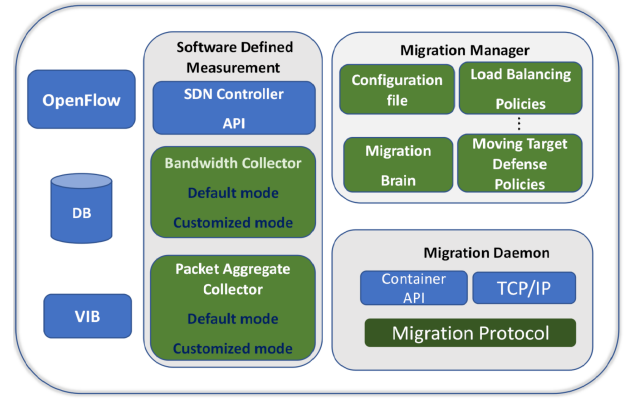 OpenFlow
DB
VIB
Software Defined
Measurement
SDN Controller
API
Bandwidth Collector
Default mode
Customized mode
Packet Aggregate
Collector
Default mode
Customized mode
Migration Manager
Configuration
file
Load Balancing
Policies
Migration
Brain
Moving Target
Defense
Policies
Migration Daemon
Container
API
TCP/IP
Migration Protocol